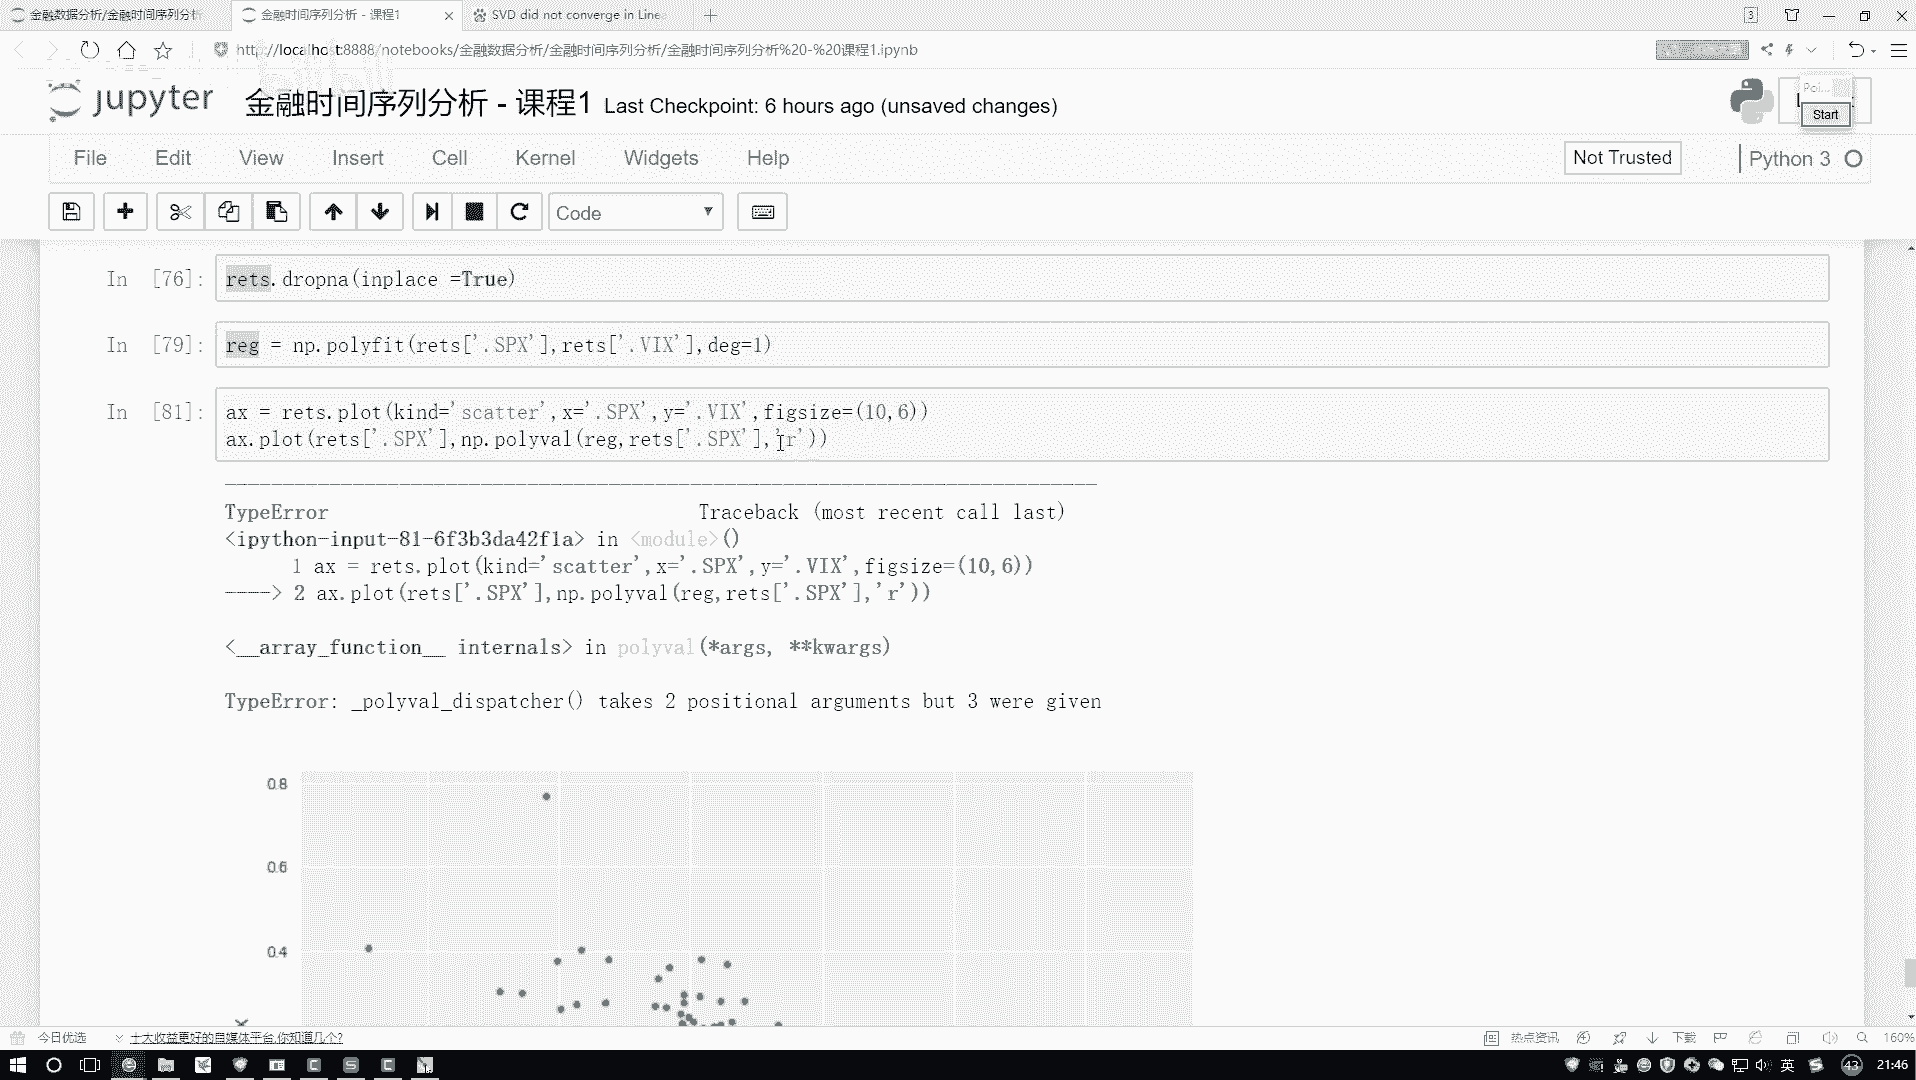 金融数据分析/金融时间序列分析
金融时间序列分析 - 课程1
SVD did not converge in Linea
3
http://localhost:8888/notebooks/金融数据分析/金融时间序列分析/金融时间序列分析%20-%20课程1.ipynb
jupyter
金融时间序列分析 - 课程1 Last Checkpoint: 6 hours ago (unsaved changes)
Poi...
Start
File Edit View Insert Cell Kernel Widgets Help
Not Trusted
Python 3
Code
In [76]: rets.dropna(inplace =True)
In [79]: reg = np.polyfit(rets['.SPX'],rets['.VIX'],deg=1)
In [81]: ax = rets.plot(kind='scatter',x='.SPX',y='.VIX',figsize=(10,6))
ax.plot(rets['.SPX'],np.polyval(reg,rets['.SPX'],'r'))
TypeError Traceback (most recent call last)
<ipython-input-81-6f3b3da42f1a> in <module>()
1 ax = rets.plot(kind='scatter',x='.SPX',y='.VIX',figsize=(10,6))
----> 2 ax.plot(rets['.SPX'],np.polyval(reg,rets['.SPX'],'r'))
<__array_function__ internals> in polyval(*args, **kwargs)
TypeError: _polyval_dispatcher() takes 2 positional arguments but 3 were given
0.8
0.6
0.4
今日优选
十大收益更好的自媒体平台,你知道几个?
热点资讯
下载
160%
英
43
21:46